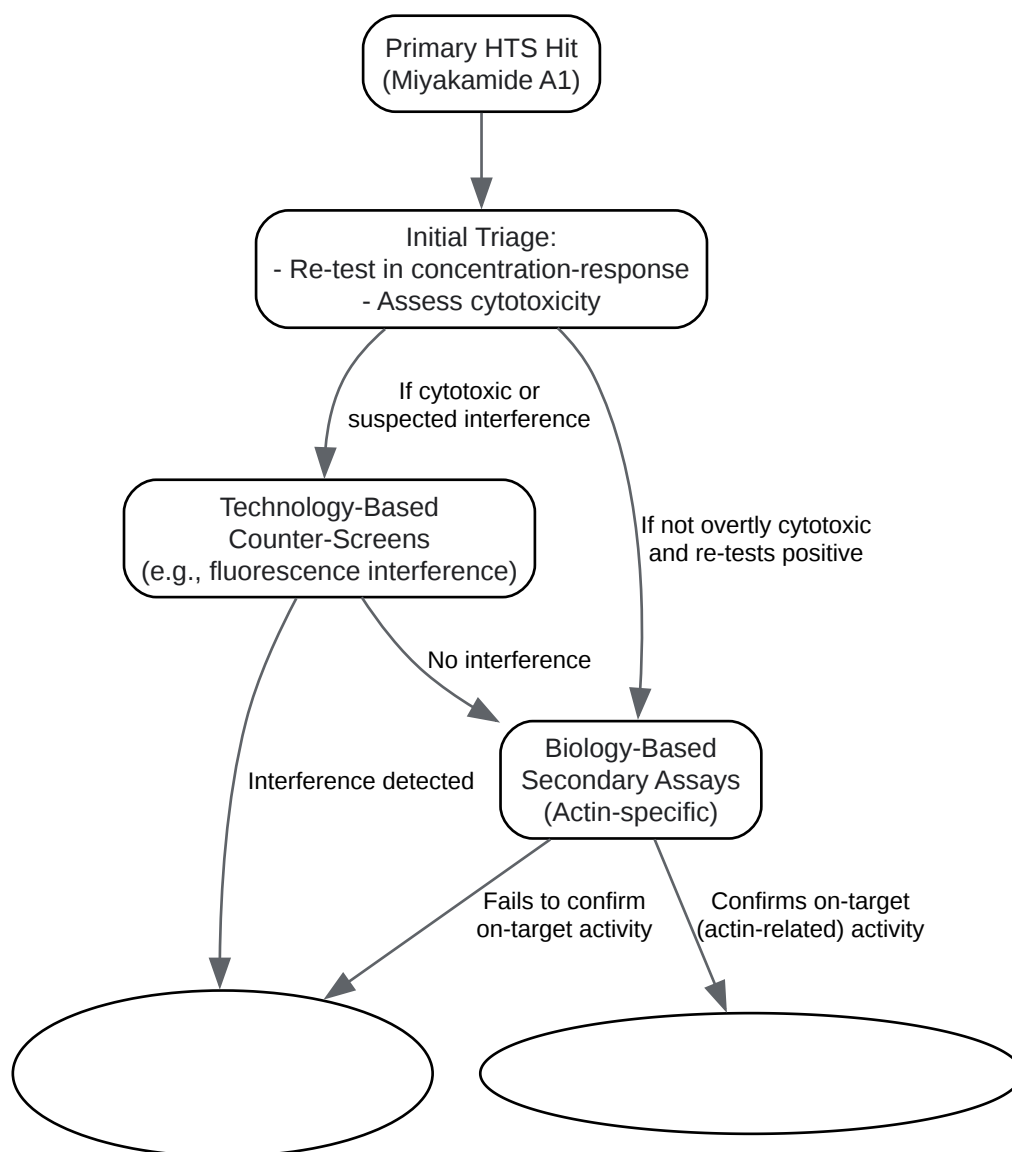 Primary HTS Hit
(Miyakamide A1)
Initial Triage:
- Re-test in concentration-response
- Assess cytotoxicity
If cytotoxic or
suspected interference
Technology-Based
Counter-Screens
(e.g., fluorescence interference)
If not overtly cytotoxic
and re-tests positive
No interference
Biology-Based
Secondary Assays
(Actin-specific)
Interference detected
Fails to confirm
on-target activity
Confirms on-target
(actin-related) activity